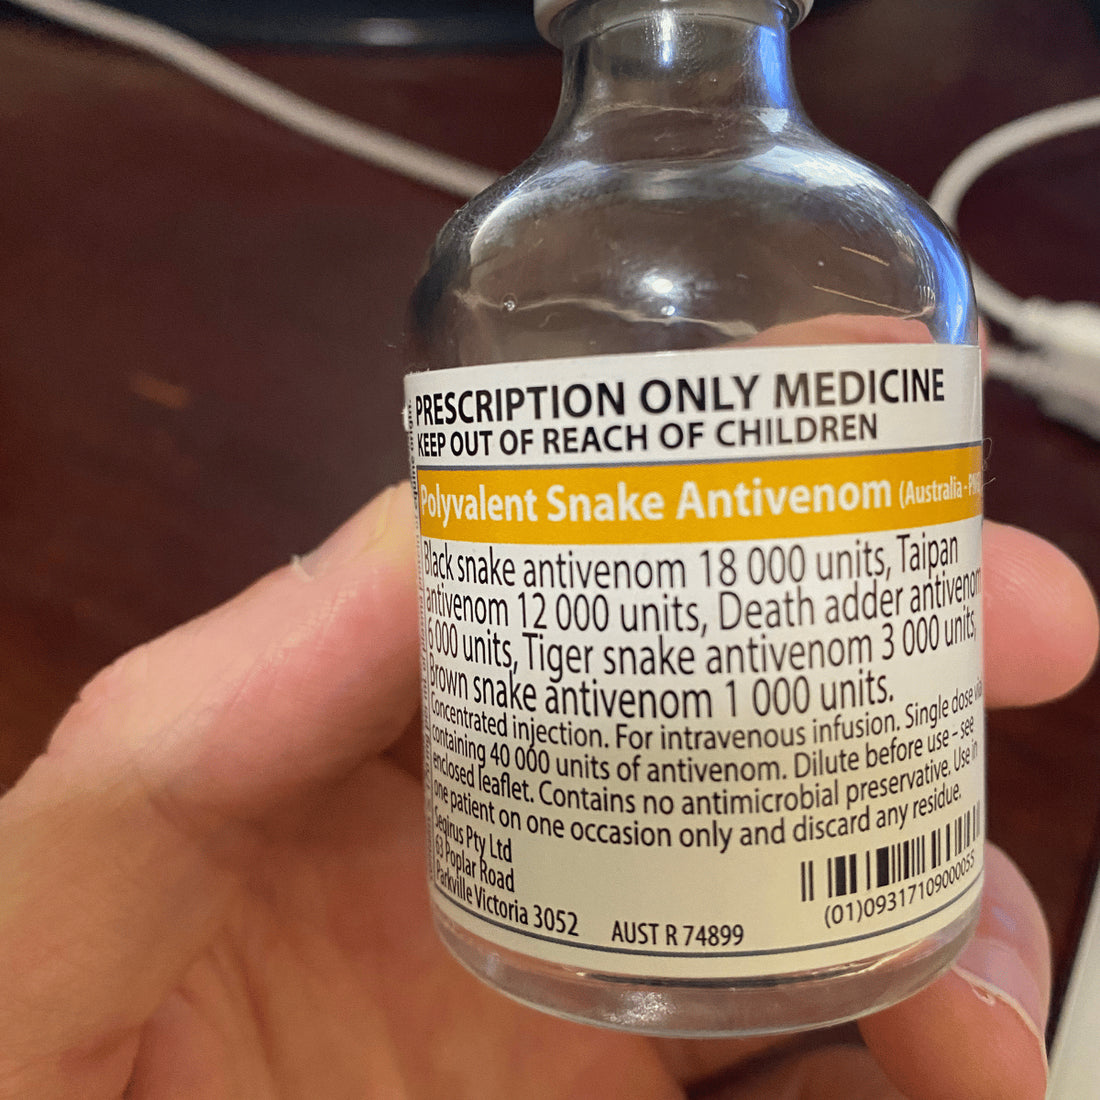 PRESCRIPTION ONLY MEDICINE
KEEP OUT OF REACH OF CHILDREN
Polyvalent Snake Antivenom (Australia -
Black snake antivenom 18 000 units, Taipan
antivenom 12 000 units, Death adder antivenom
6 000 units, Tiger snake antivenom 3 000 units,
Brown snake antivenom 1 000 units.
Concentrated injection. For intravenous infusion. Single dose vial
containing 40 000 units of antivenom. Dilute before use – see
enclosed leaflet. Contains no antimicrobial preservative. Use in
one patient on one occasion only and discard any residue.
Seqirus Pty Ltd
63 Poplar Road
Parkville Victoria 3052
AUST R 74899
(01)09317109000055
equine origin.